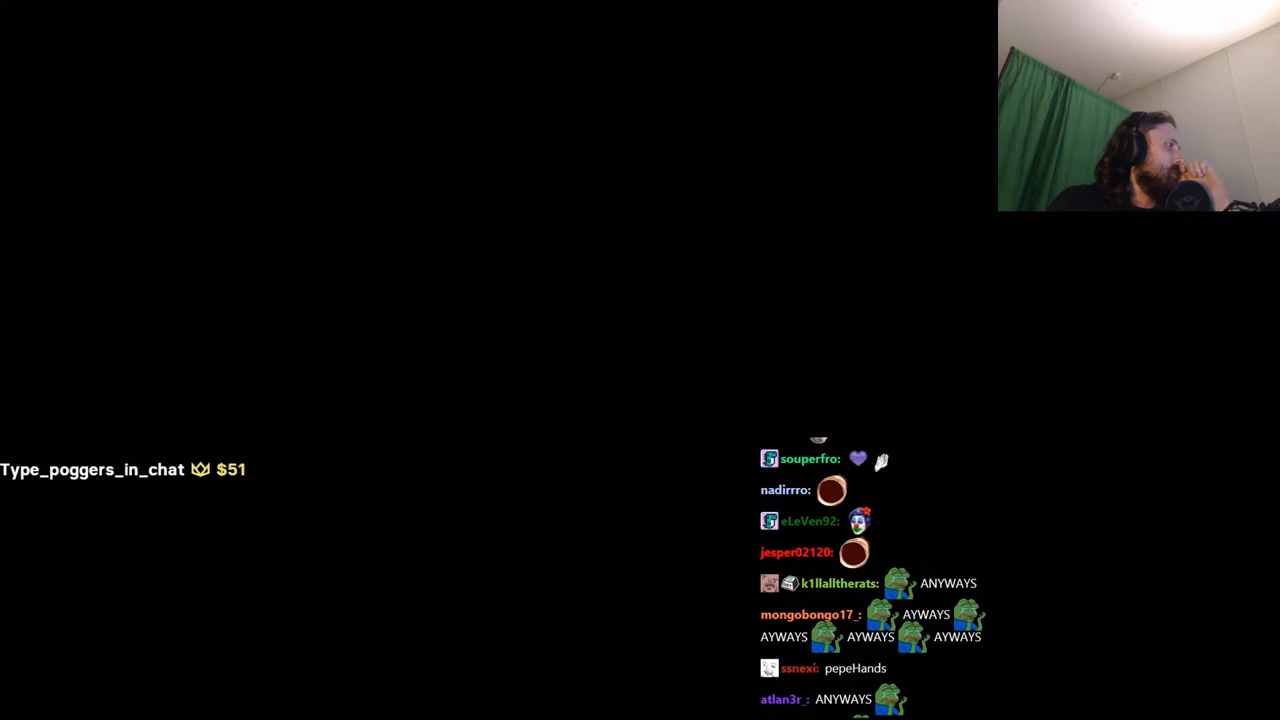 Type_poggers_in_chat $51
souperfro:
nadirrro:
eLeVen92:
jesper02120:
k1llalltherats: ANYWAYS
mongobongo17_: AYWAYS
AYWAYS AYWAYS AYWAYS
ssnexi: pepeHands
atlan3r_: ANYWAYS